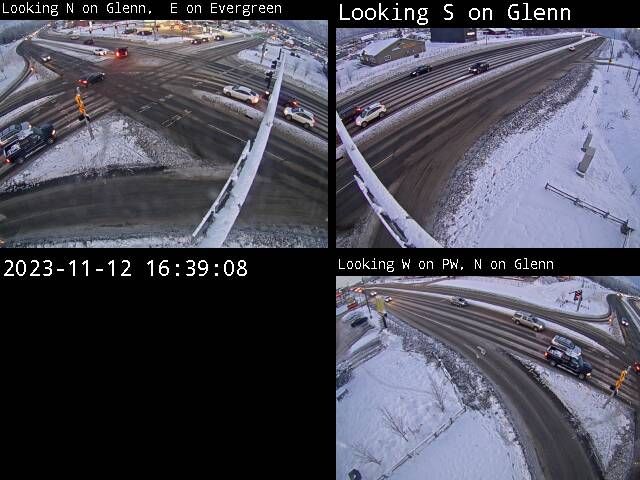 Looking N on Glenn,  E on Evergreen
Looking S on Glenn
2023-11-12 16:39:08
Looking W on PW, N on Glenn